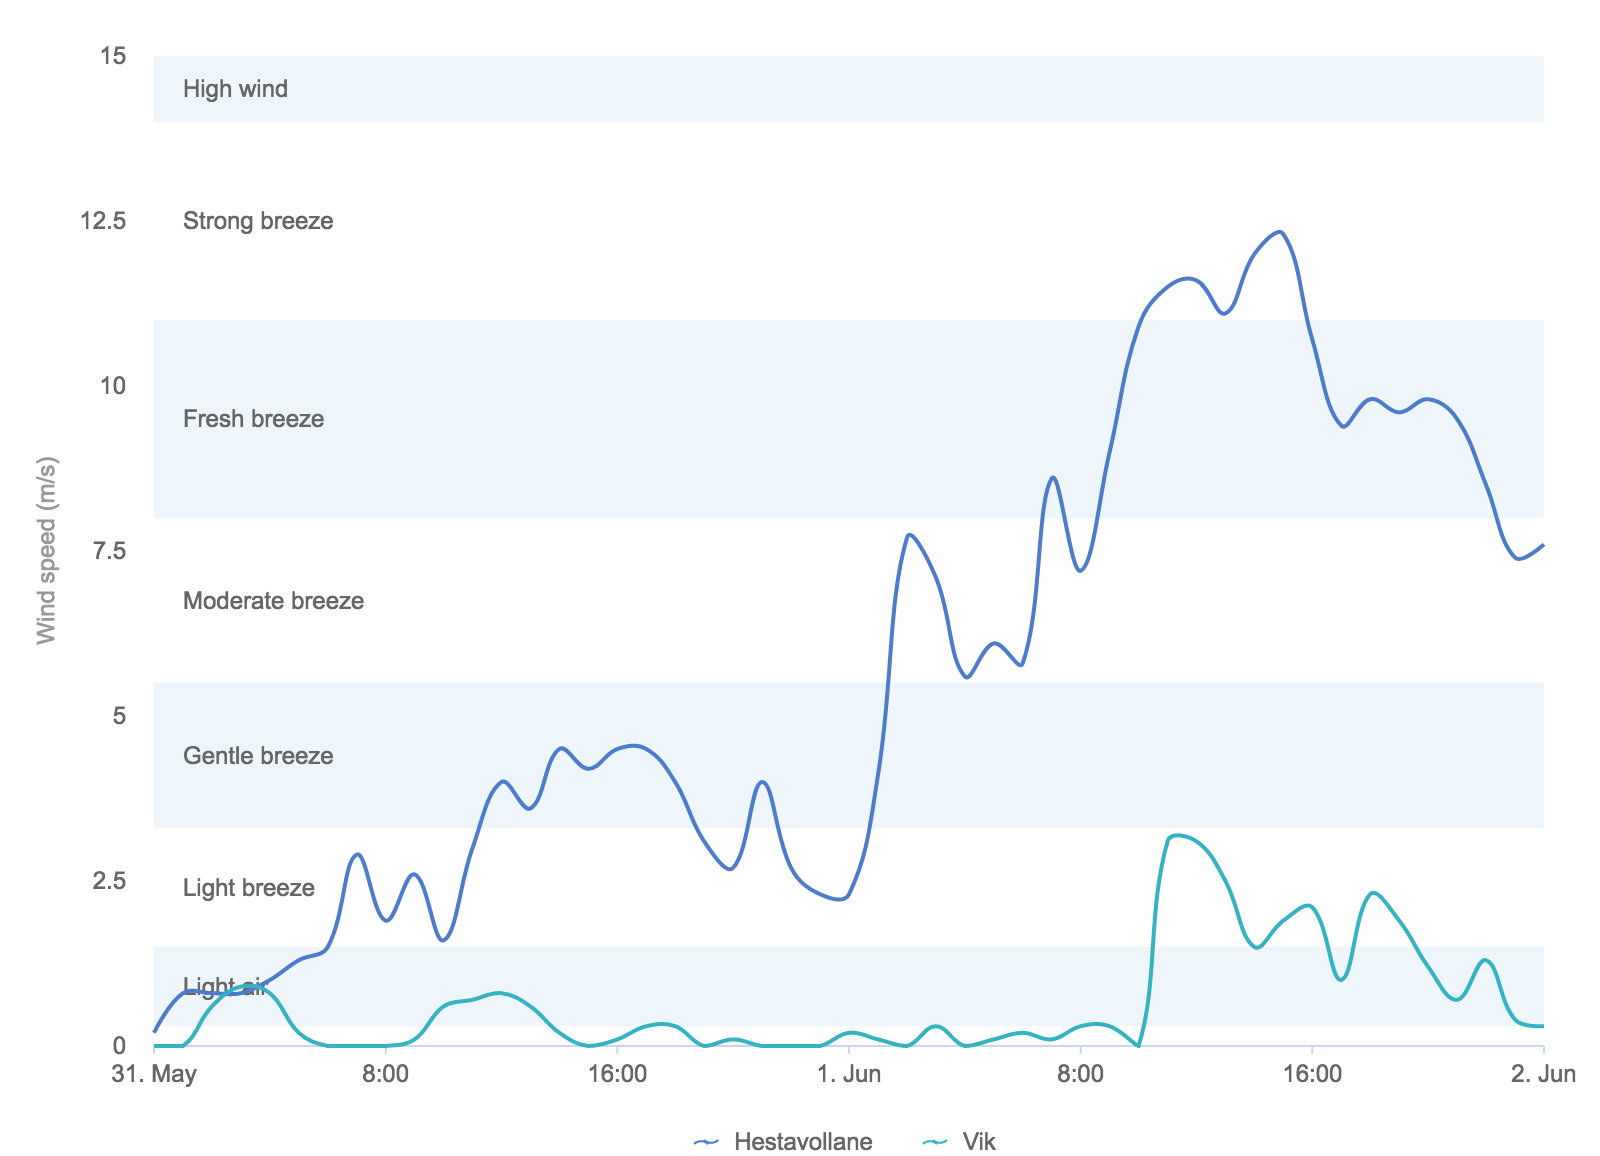 15
High wind
12.5
Strong breeze
10
Fresh breeze
Wind speed (m/s)
7.5
Moderate breeze
5
Gentle breeze
2.5
Light breeze
Light air
0
31. May 8:00 16:00 1. Jun 8:00 16:00 2. Jun
Hestavollane Vik